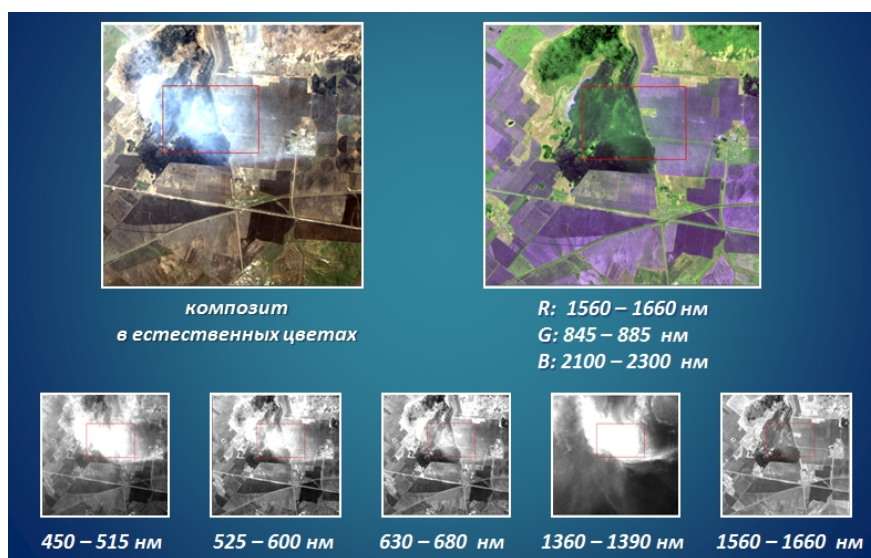 композит
в естественных цветах
R: 1560 – 1660 нм
G: 845 – 885 нм
B: 2100 – 2300 нм
450 – 515 нм
525 – 600 нм
630 – 680 нм
1360 – 1390 нм
1560 – 1660 нм